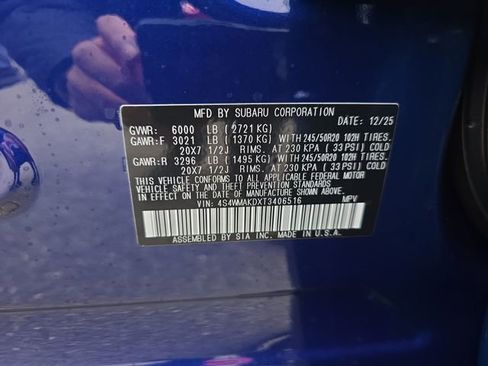 MFD BY SUBARU CORPORATION DATE: 12/25
GVWR: 6000 LB ( 2721 KG)
GAWR:F 3021 LB ( 1370 KG) WITH 245/50R20 102H TIRES.
20X7 1/2J RIMS. AT 230 KPA ( 33 PSI) COLD
GAWR:R 3296 LB ( 1495 KG) WITH 245/50R20 102H TIRES.
20X7 1/2J RIMS. AT 230 KPA ( 33 PSI) COLD
THIS VEHICLE CONFORMS TO ALL APPLICABLE FEDERAL MOTOR
VEHICLE SAFETY AND THEFT PREVENTION STANDARDS
IN EFFECT ON THE DATE OF MANUFACTURE SHOWN ABOVE.
VIN: 4S4WMAKDXT3406516 MPV
ASSEMBLED BY SIA INC. MADE IN U.S.A.